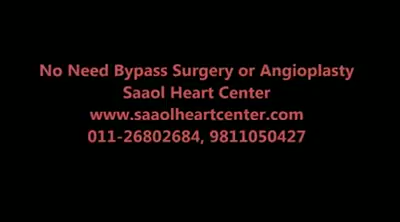 No Need Bypass Surgery or Angioplasty
Saaol Heart Center
www.saaolheartcenter.com
011-26802684, 9811050427